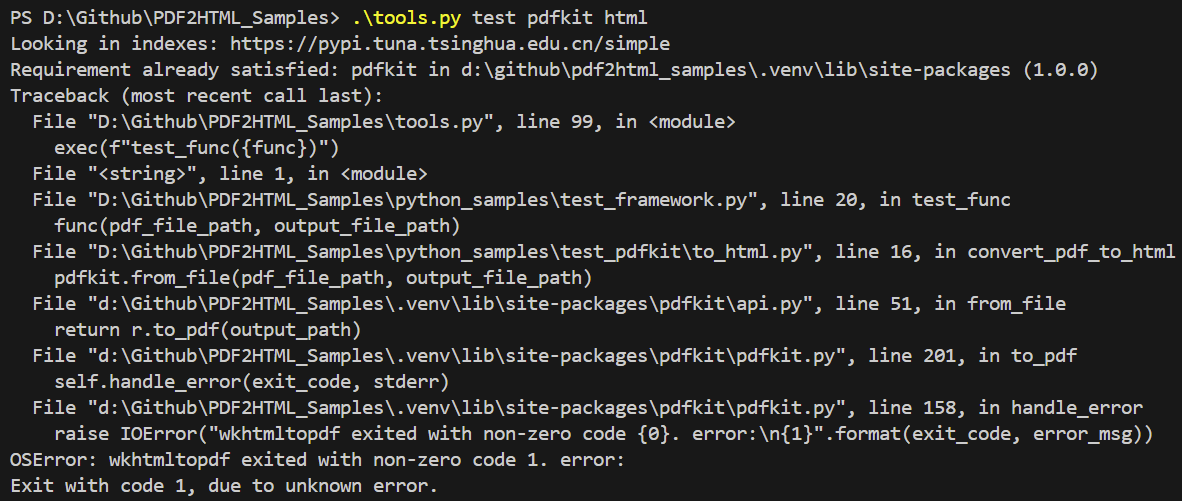 PS D:\Github\PDF2HTML_Samples> .\tools.py test pdfkit html
Looking in indexes: https://pypi.tuna.tsinghua.edu.cn/simple
Requirement already satisfied: pdfkit in d:\github\pdf2html_samples\.venv\lib\site-packages (1.0.0)
Traceback (most recent call last):
  File "D:\Github\PDF2HTML_Samples\tools.py", line 99, in <module>
    exec(f"test_func({func})")
  File "<string>", line 1, in <module>
  File "D:\Github\PDF2HTML_Samples\python_samples\test_framework.py", line 20, in test_func
    func(pdf_file_path, output_file_path)
  File "D:\Github\PDF2HTML_Samples\python_samples\test_pdfkit\to_html.py", line 16, in convert_pdf_to_html
    pdfkit.from_file(pdf_file_path, output_file_path)
  File "d:\Github\PDF2HTML_Samples\.venv\lib\site-packages\pdfkit\api.py", line 51, in from_file
    return r.to_pdf(output_path)
  File "d:\Github\PDF2HTML_Samples\.venv\lib\site-packages\pdfkit\pdfkit.py", line 201, in to_pdf
    self.handle_error(exit_code, stderr)
  File "d:\Github\PDF2HTML_Samples\.venv\lib\site-packages\pdfkit\pdfkit.py", line 158, in handle_error
    raise IOError("wkhtmltopdf exited with non-zero code {0}. error:\n{1}".format(exit_code, error_msg))
OSError: wkhtmltopdf exited with non-zero code 1. error:
Exit with code 1, due to unknown error.